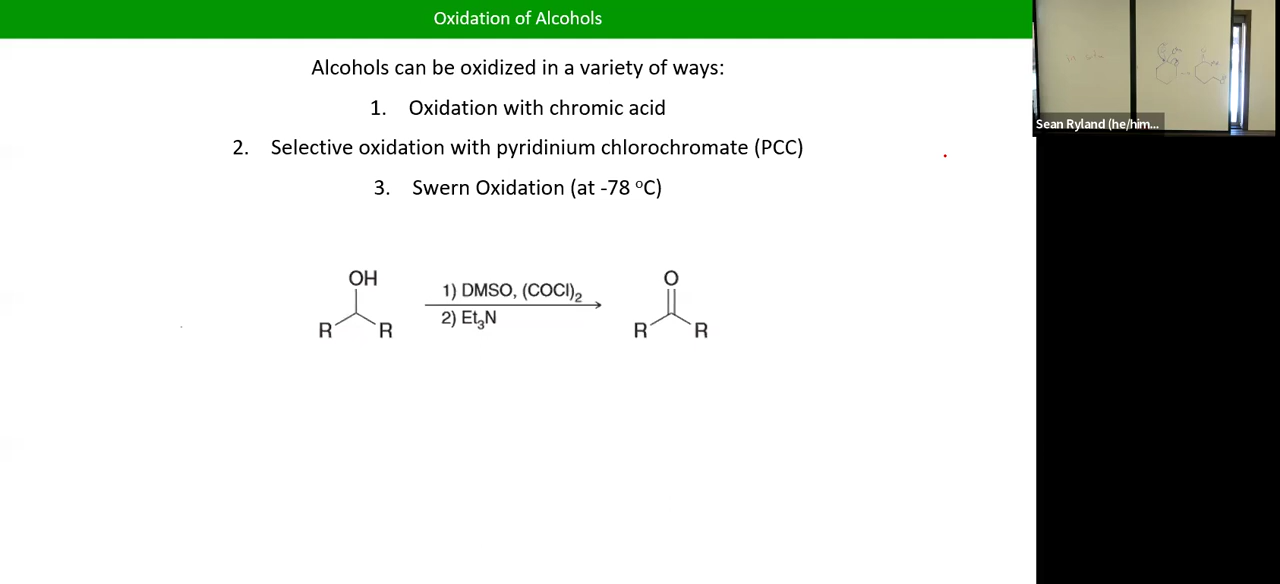 Oxidation of Alcohols
Alcohols can be oxidized in a variety of ways:
1. Oxidation with chromic acid
2. Selective oxidation with pyridinium chlorochromate (PCC)
3. Swern Oxidation (at -78 °C)
OH
R R
1) DMSO, (COCl)₂
2) Et₃N
O
R R
Sean Ryland (he/him...